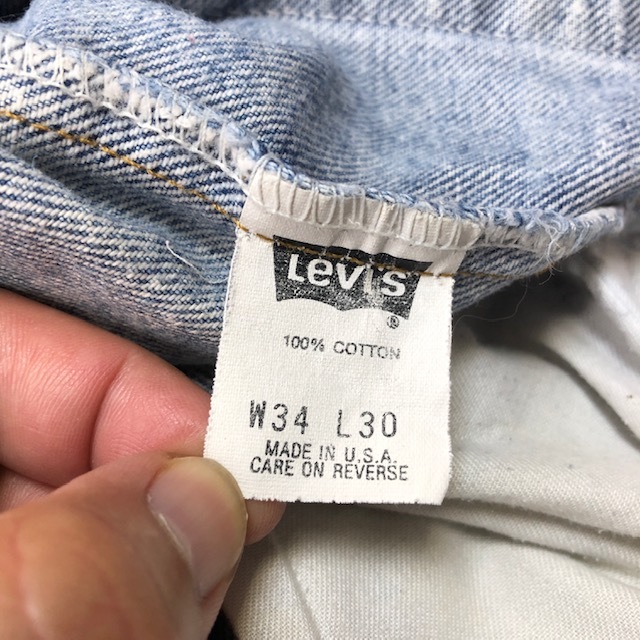 Levi's
®
100% COTTON
W34 L30
MADE IN U.S.A.
CARE ON REVERSE